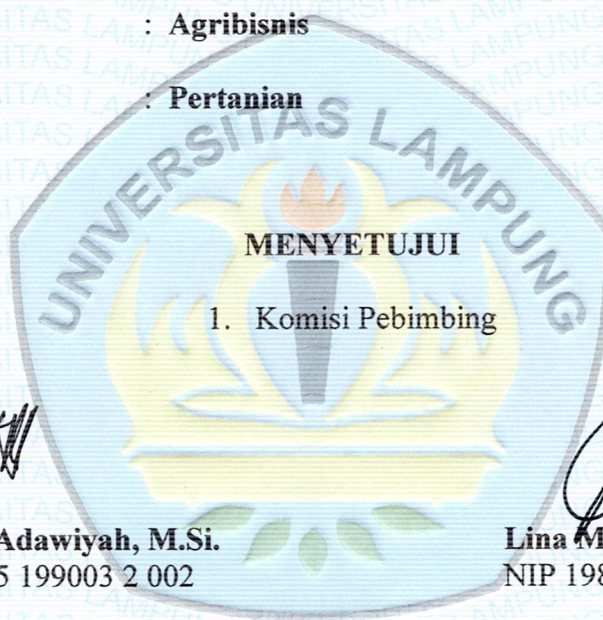 : Agribisnis
: Pertanian
UNIVERSITAS LAMPUNG
MENYETUJUI
1. Komisi Pebimbing
Adawiyah, M.Si. Lina M
5 199003 2 002 NIP 198